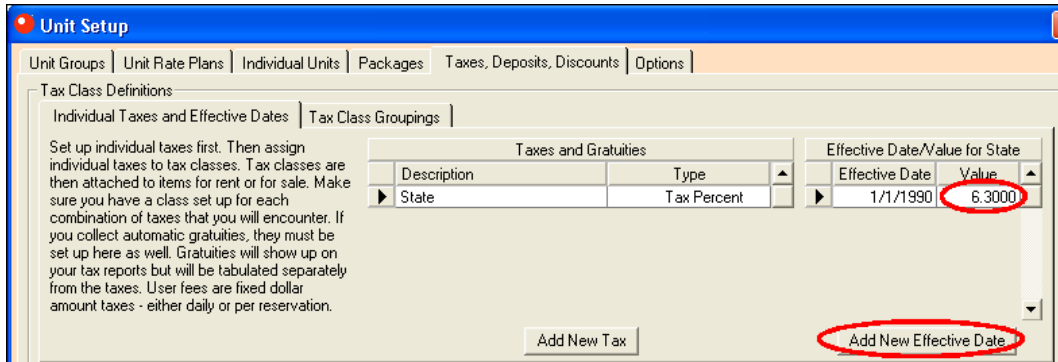 Unit Setup
Unit Groups Unit Rate Plans Individual Units Packages Taxes, Deposits, Discounts Options
Tax Class Definitions
Individual Taxes and Effective Dates Tax Class Groupings
Set up individual taxes first. Then assign
individual taxes to tax classes. Tax classes are
then attached to items for rent or for sale. Make
sure you have a class set up for each
combination of taxes that you will encounter. If
you collect automatic gratuities, they must be
set up here as well. Gratuities will show up on
your tax reports but will be tabulated separately
from the taxes. User fees are fixed dollar
amount taxes - either daily or per reservation.
Taxes and Gratuities
Description Type
State Tax Percent
Add New Tax
Effective Date/Value for State
Effective Date Value
1/1/1990 6.3000
Add New Effective Date